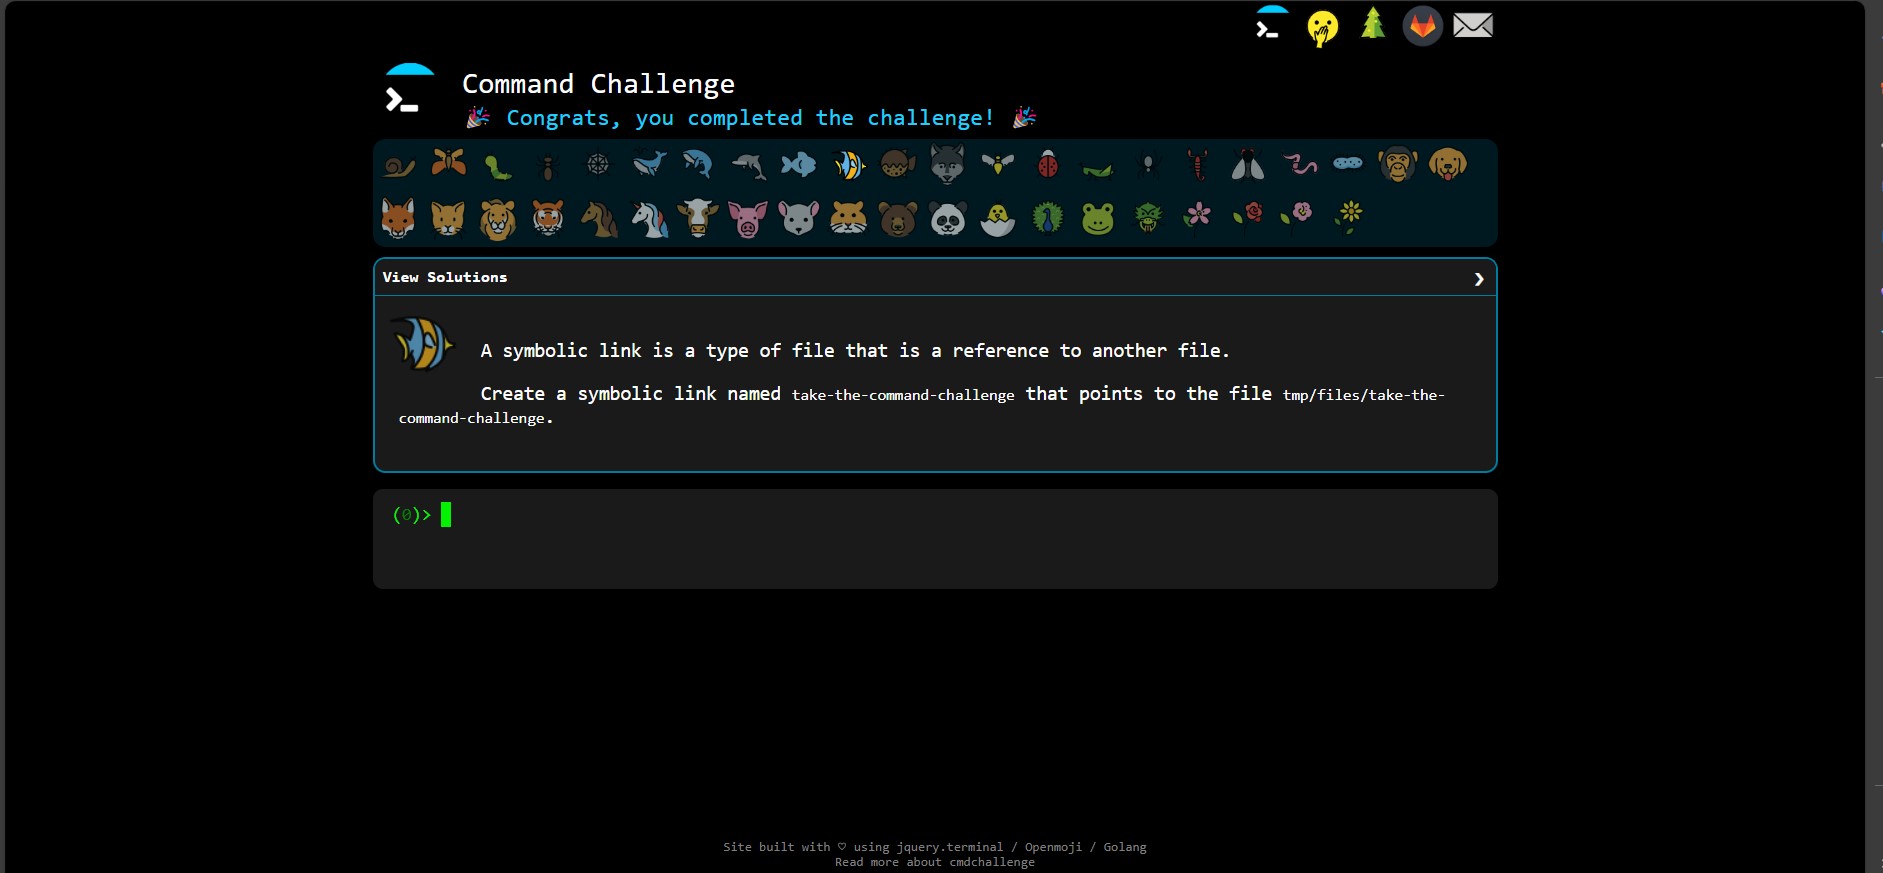 Command Challenge
🎉 Congrats, you completed the challenge! 🎉
View Solutions
A symbolic link is a type of file that is a reference to another file.
Create a symbolic link named take-the-command-challenge that points to the file tmp/files/take-the-
command-challenge.
(0)>
Site built with ♡ using jquery.terminal / Openmoji / Golang
Read more about cmdchallenge